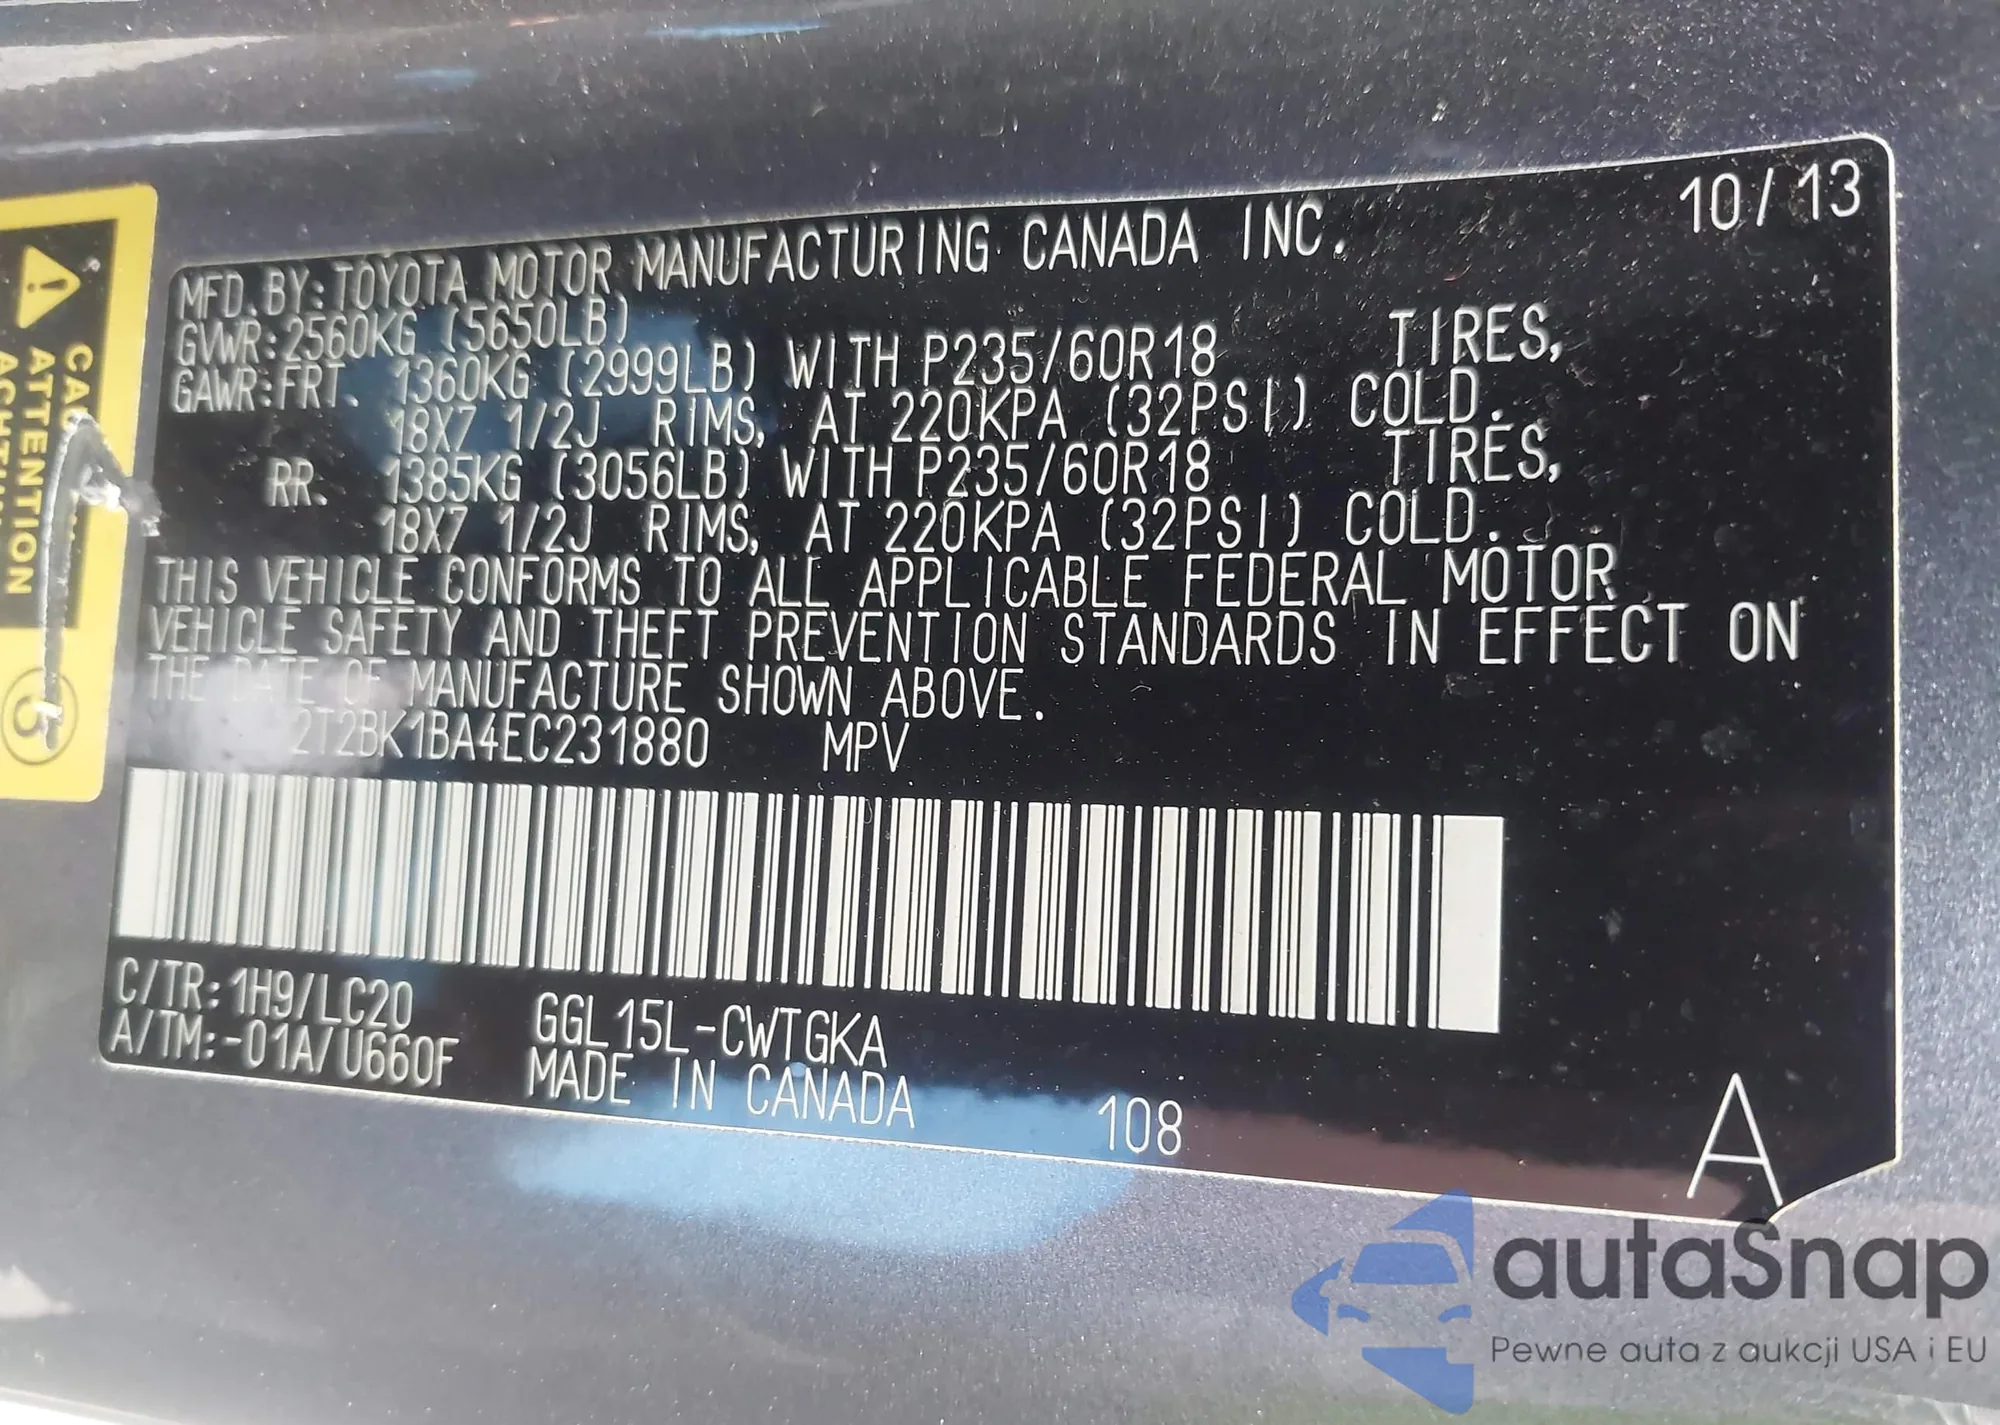 10/13
MFD.BY:TOYOTA MOTOR MANUFACTURING CANADA INC.
GVWR:2560KG (5650LB)
GAWR:FRT. 1360KG (2999LB) WITH P235/60R18 TIRES,
18X7 1/2J RIMS, AT 220KPA (32PSI) COLD.
RR. 1385KG (3056LB) WITH P235/60R18 TIRES,
18X7 1/2J RIMS, AT 220KPA (32PSI) COLD.
THIS VEHICLE CONFORMS TO ALL APPLICABLE FEDERAL MOTOR
VEHICLE SAFETY AND THEFT PREVENTION STANDARDS IN EFFECT ON
THE DATE OF MANUFACTURE SHOWN ABOVE.
2T2BK1BA4EC231880 MPV
C/TR:1H9/LC20 GGL15L-CWTGKA
A/TM:-01A/U660F MADE IN CANADA
108
A
ATTENTION
autaSnap
Pewne auta z aukcji USA i EU